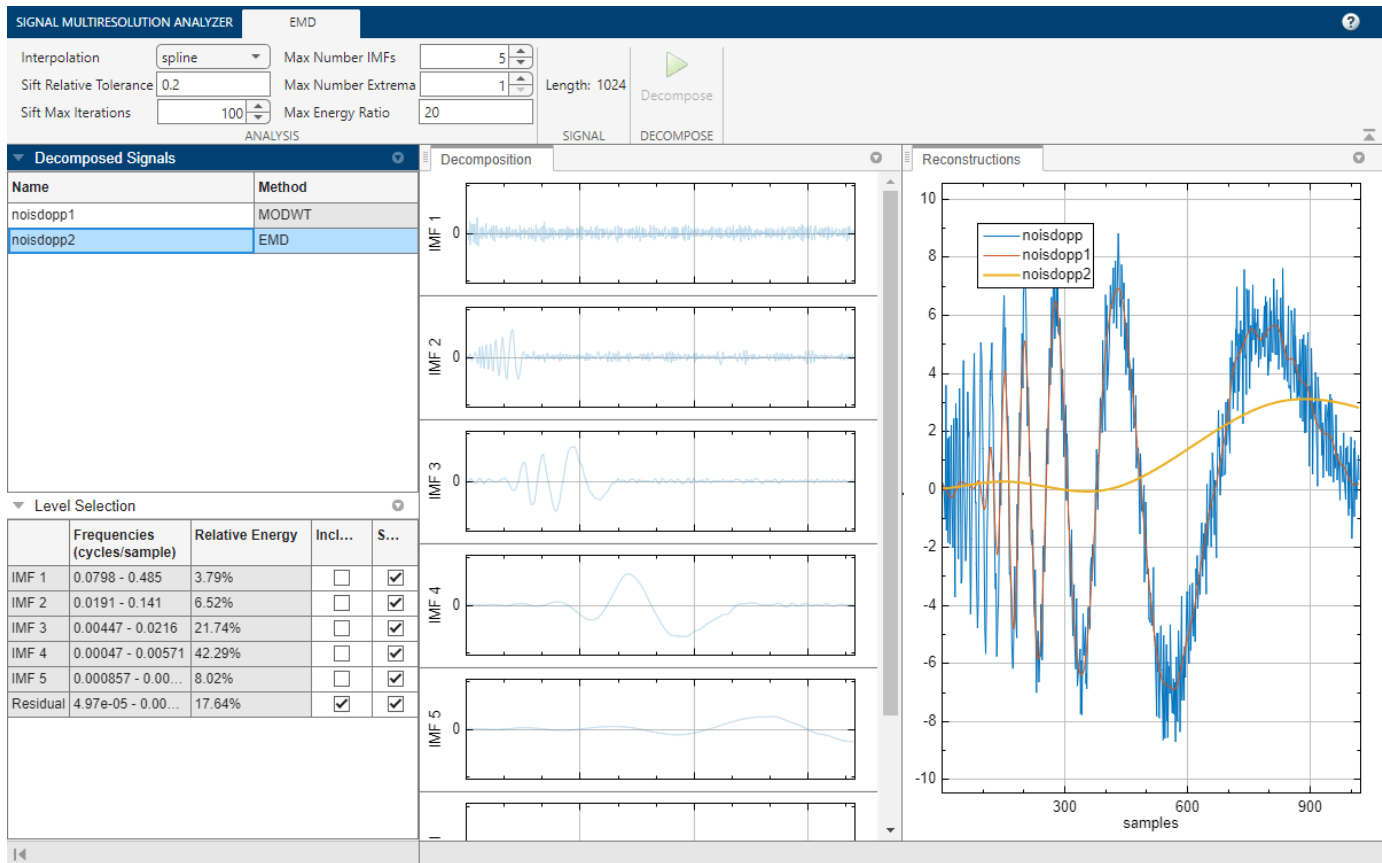 SIGNAL MULTIRESOLUTION ANALYZER
EMD
?
Interpolation spline Max Number IMFs 5
Sift Relative Tolerance 0.2 Max Number Extrema 1 Length: 1024 Decompose
Sift Max Iterations 100 Max Energy Ratio 20
ANALYSIS SIGNAL DECOMPOSE
Decomposed Signals
Name Method
noisdopp1 MODWT
noisdopp2 EMD
Level Selection
Frequencies (cycles/sample) Relative Energy Incl... S...
IMF 1 0.0798 - 0.485 3.79%
IMF 2 0.0191 - 0.141 6.52%
IMF 3 0.00447 - 0.0216 21.74%
IMF 4 0.00047 - 0.00571 42.29%
IMF 5 0.000857 - 0.00... 8.02%
Residual 4.97e-05 - 0.00... 17.64%
Decomposition
IMF 1 0
IMF 2 0
IMF 3 0
IMF 4 0
IMF 5 0
Reconstructions
noisdopp
noisdopp1
noisdopp2
10
8
6
4
2
0
-2
-4
-6
-8
-10
300 600 900
samples